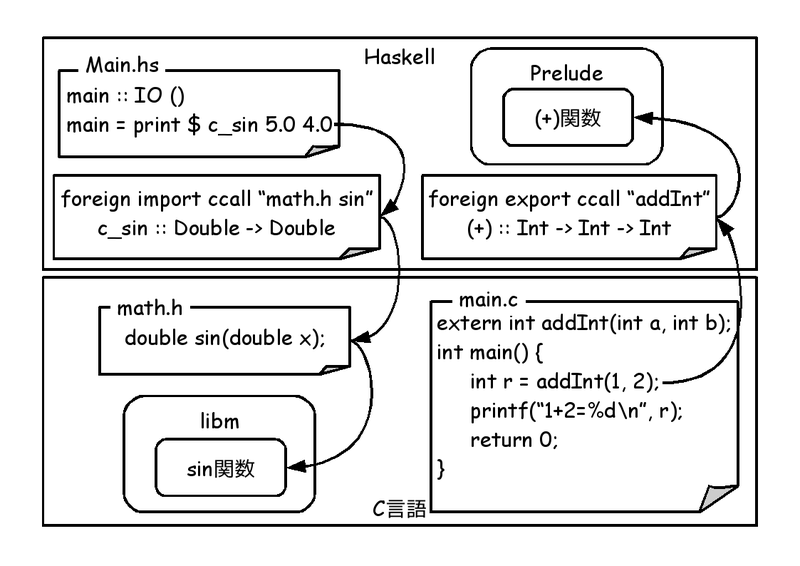 Haskell
Main.hs
main :: IO ()
main = print $ c_sin 5.0 4.0
Prelude
(+)関数
foreign import ccall “math.h sin”
c_sin :: Double -> Double
foreign export ccall “addInt”
(+) :: Int -> Int -> Int
math.h
double sin(double x);
libm
sin関数
main.c
extern int addInt(int a, int b);
int main() {
int r = addInt(1, 2);
printf(“1+2=%d\n”, r);
return 0;
}
C言語